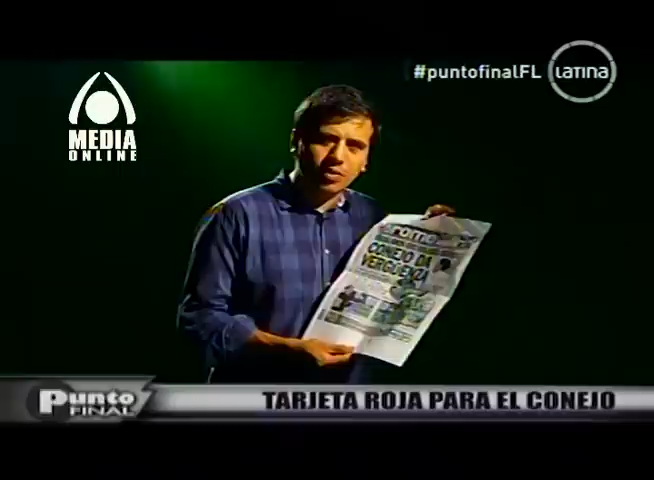 #puntofinalFL
LATINA
MEDIA
ONLINE
CONEJO DA
VERGÜENZA
Punto
FINAL
TARJETA ROJA PARA EL CONEJO